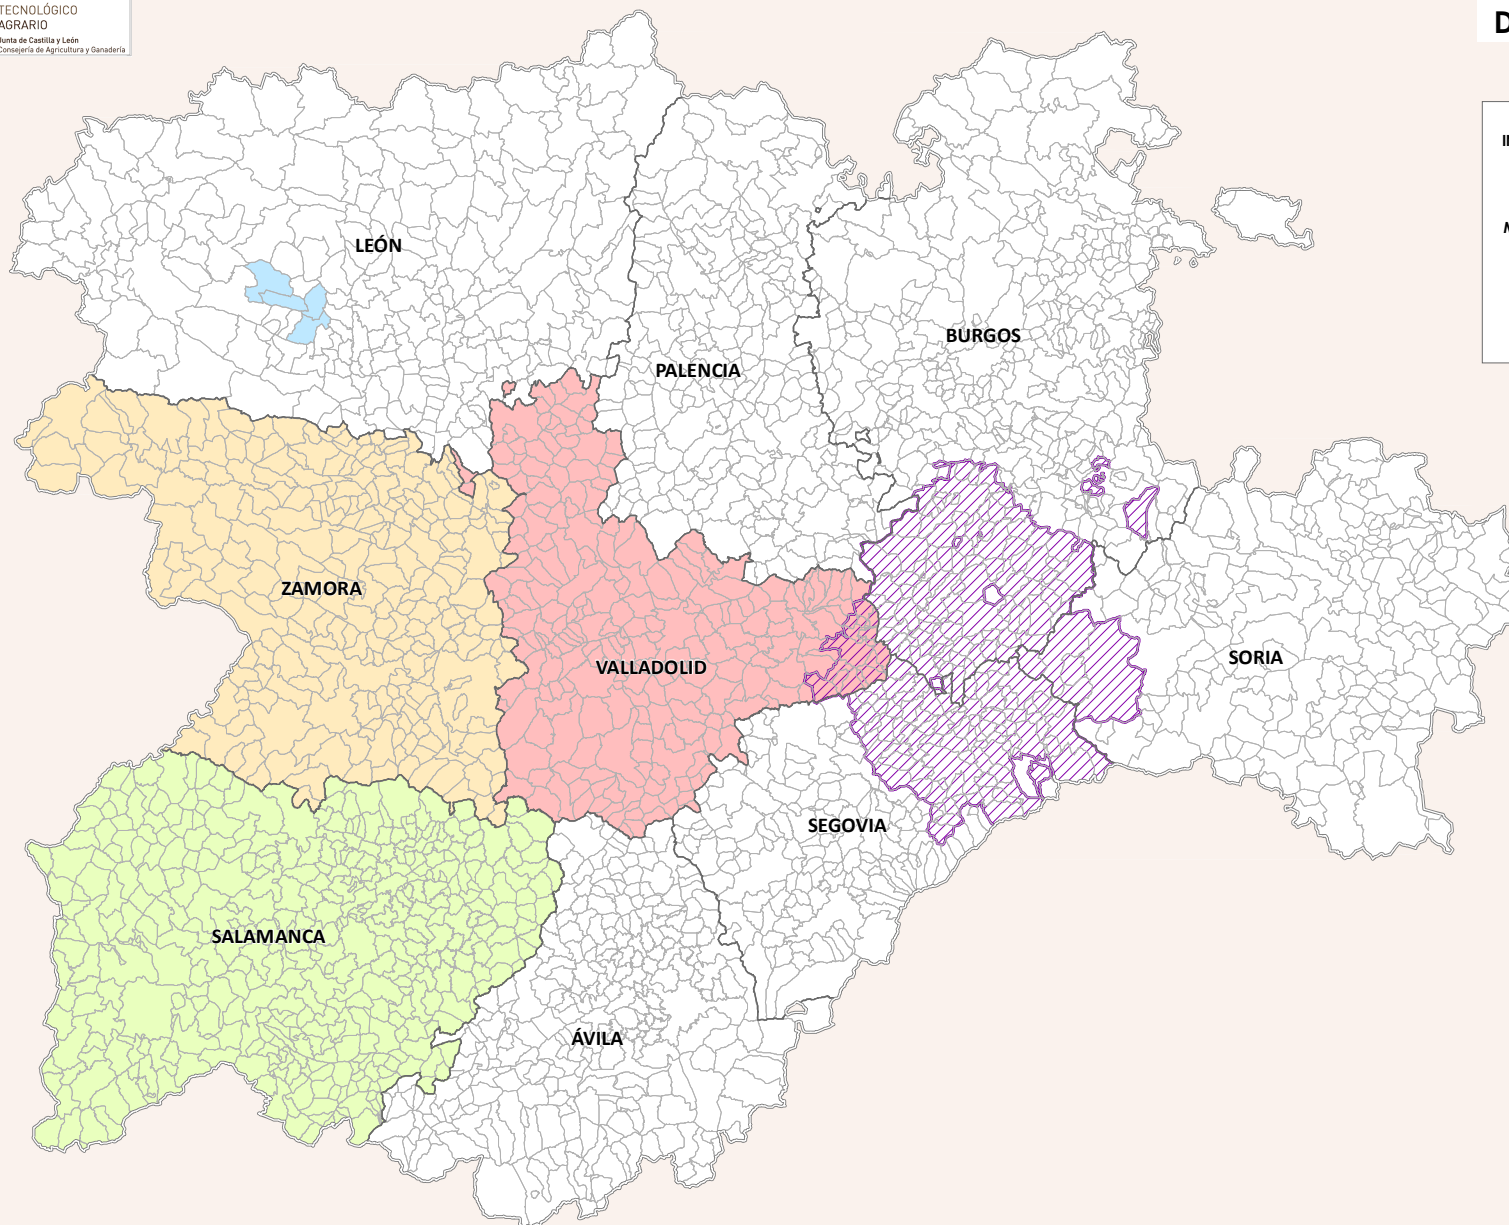 TECNOLÓGICO
AGRARIO
Junta de Castilla y León
Consejería de Agricultura y Ganadería
D
LEÓN
BURGOS
PALENCIA
ZAMORA
VALLADOLID
SORIA
SEGOVIA
SALAMANCA
ÁVILA